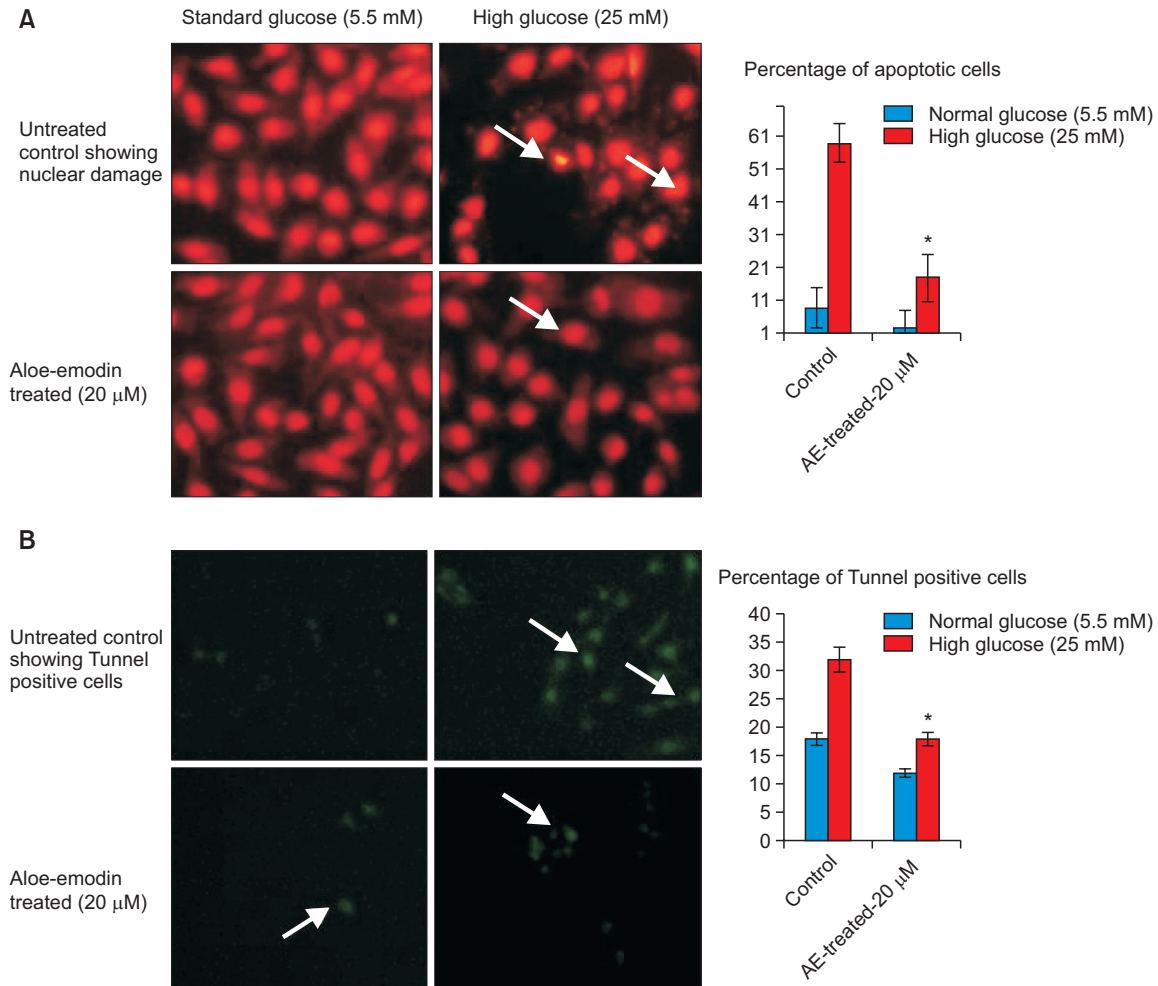 A
Standard glucose (5.5 mM)
High glucose (25 mM)
Untreated
control showing
nuclear damage
Aloe-emodin
treated (20 μM)
Percentage of apoptotic cells
Normal glucose (5.5 mM)
High glucose (25 mM)
61
51
41
31
21
11
1
*
Control
AE-treated-20 μM
B
Untreated control
showing Tunnel
positive cells
Aloe-emodin
treated (20 μM)
Percentage of Tunnel positive cells
Normal glucose (5.5 mM)
High glucose (25 mM)
40
35
30
25
20
15
10
5
0
*
Control
AE-treated-20 μM